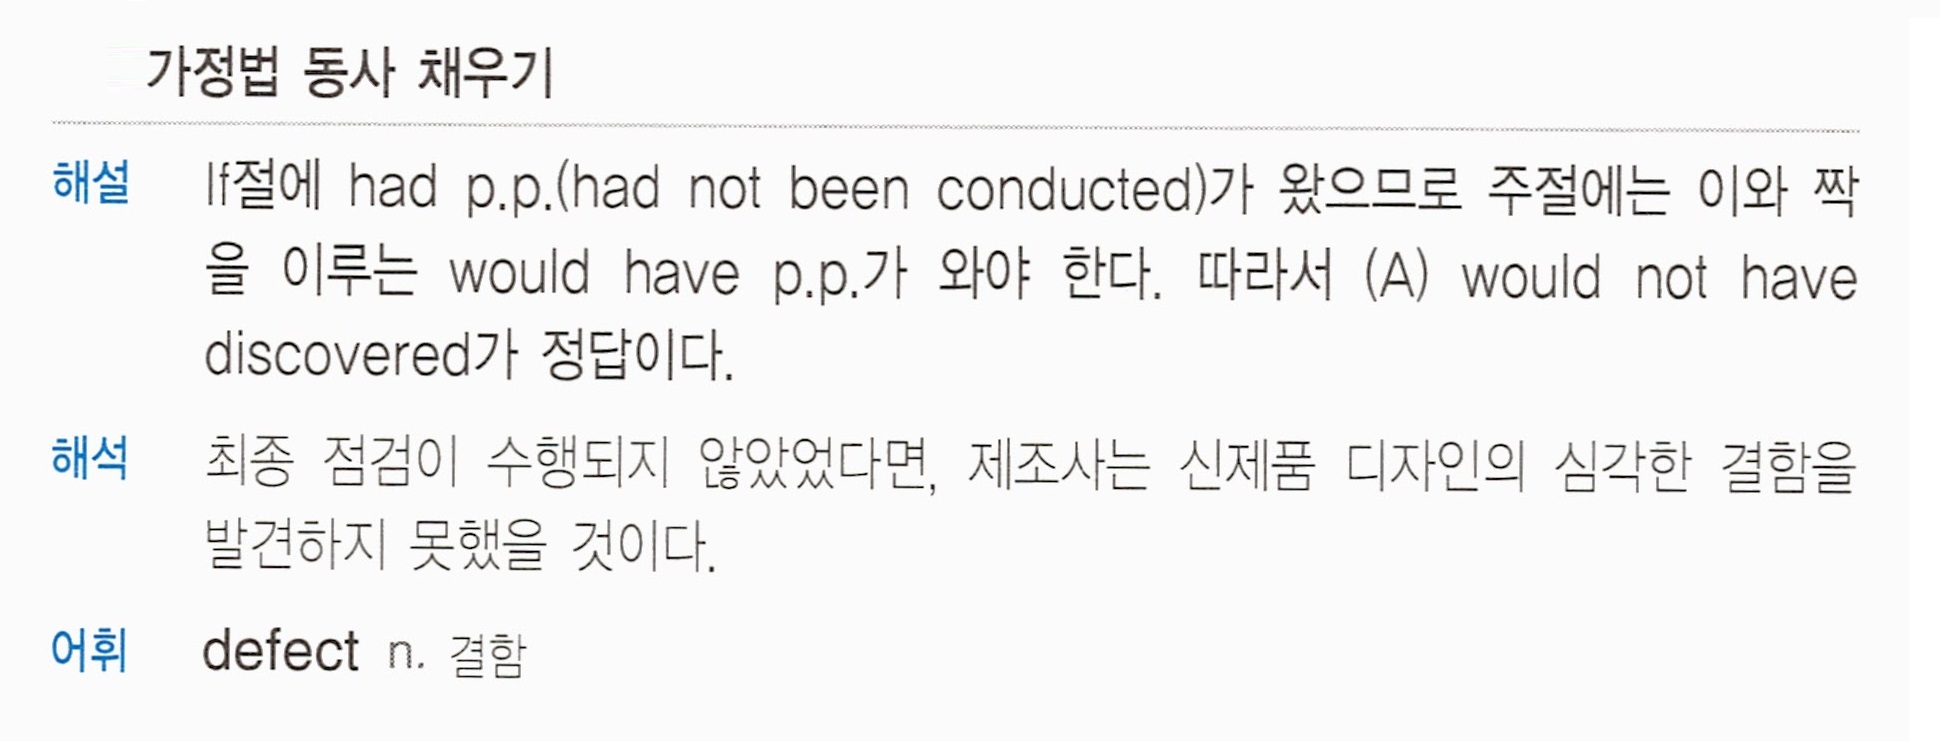 가정법 동사 채우기
해설 If절에 had p.p.(had not been conducted)가 왔으므로 주절에는 이와 짝
을 이루는 would have p.p.가 와야 한다. 따라서 (A) would not have
discovered가 정답이다.
해석 최종 점검이 수행되지 않았었다면, 제조사는 신제품 디자인의 심각한 결함을
발견하지 못했을 것이다.
어휘 defect n. 결함